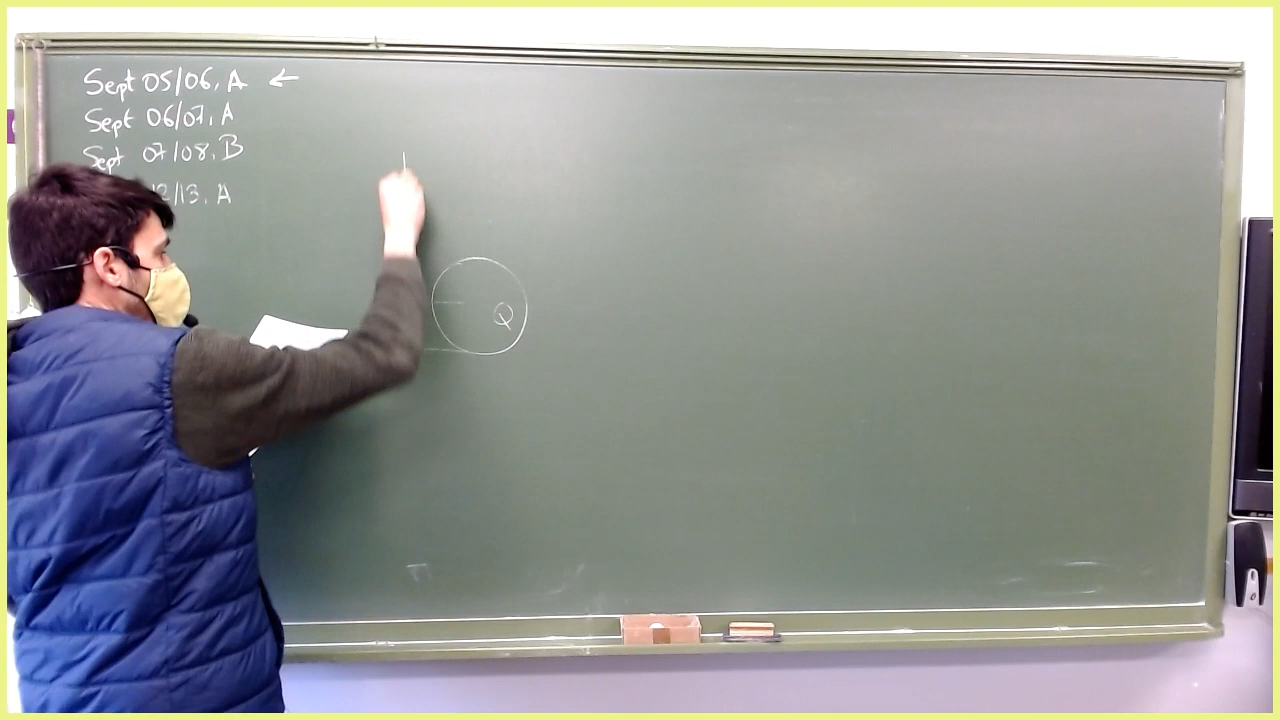 Sept 05/06, A ←
Sept 06/07, A
Sept 07/08, B
12/13, A
Q